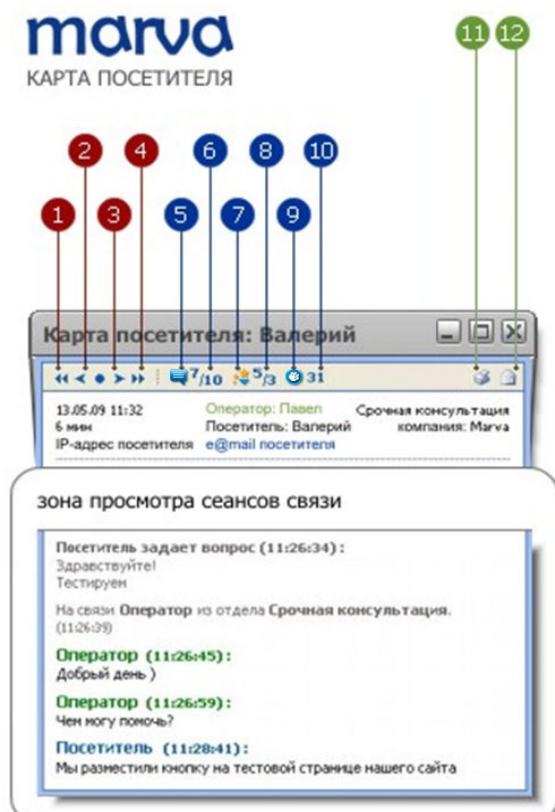 marva
КАРТА ПОСЕТИТЕЛЯ
11 12
2 4 6 8 10
1 3 5 7 9
Карта посетителя: Валерий
7/10 5/3 31
13.05.09 11:32 Оператор: Павел Срочная консультация
6 мин Посетитель: Валерий компания: Marva
IP-адрес посетителя e@mail посетителя
зона просмотра сеансов связи
Посетитель задает вопрос (11:26:34) :
Здравствуйте!
Тестируем
На связи Оператор из отдела Срочная консультация.
(11:26:39)
Оператор (11:26:45) :
Добрый день )
Оператор (11:26:59) :
Чем могу помочь?
Посетитель (11:28:41) :
Мы разместили кнопку на тестовой странице нашего сайта